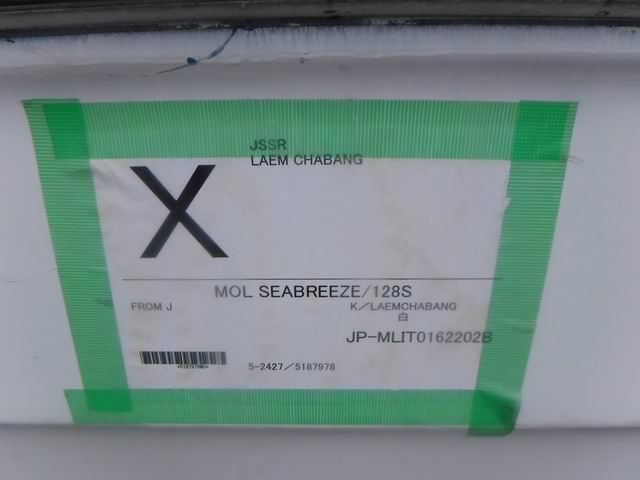 JSSR
LAEM CHABANG
X
MOL SEABREEZE/128S
FROM J
K/LAEMCHABANG
白
JP-MLIT0162202B
5-2427/5187978